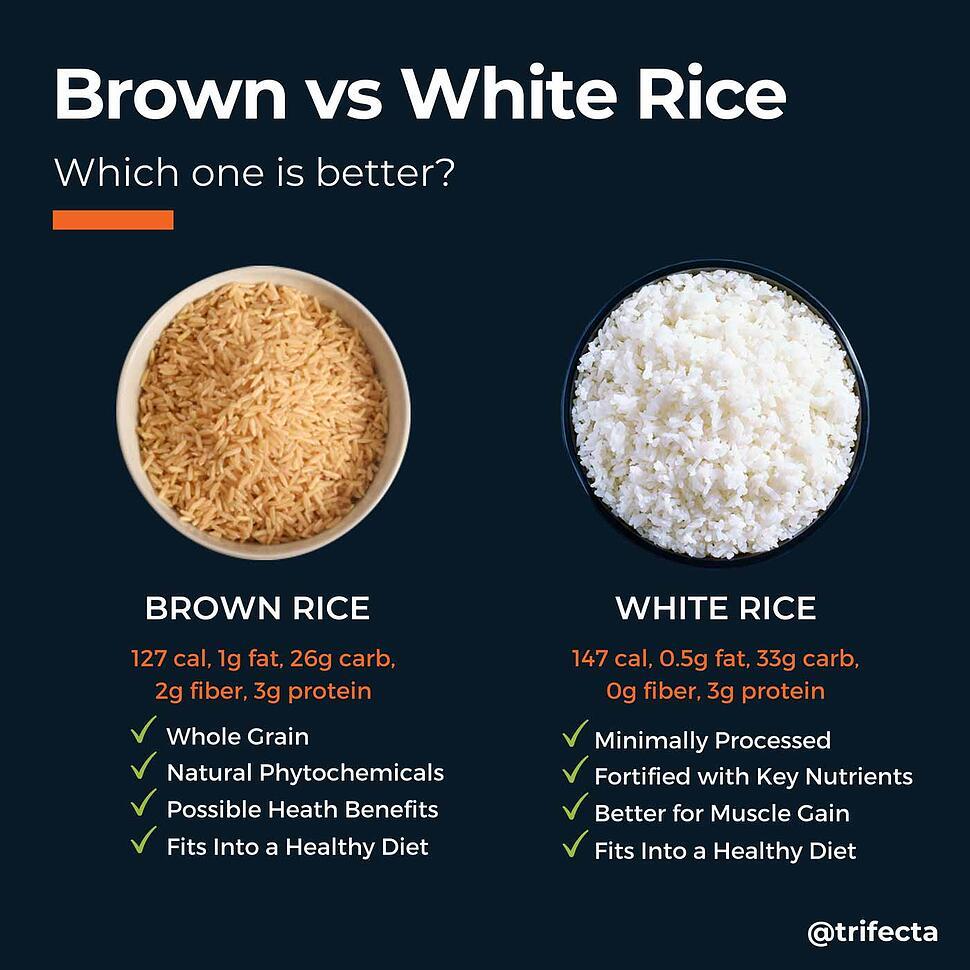 Brown vs White Rice
Which one is better?
BROWN RICE
127 cal, 1g fat, 26g carb,
2g fiber, 3g protein
Whole Grain
Natural Phytochemicals
Possible Heath Benefits
Fits Into a Healthy Diet
WHITE RICE
147 cal, 0.5g fat, 33g carb,
0g fiber, 3g protein
Minimally Processed
Fortified with Key Nutrients
Better for Muscle Gain
Fits Into a Healthy Diet
@trifecta